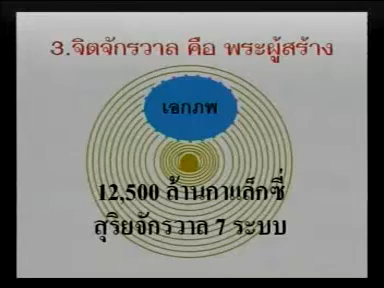 3.จิตจักรวาล คือ พระผู้สร้าง
เอกภพ
12,500 ล้านกาแล็กซี่
สุริยจักรวาล 7 ระบบ